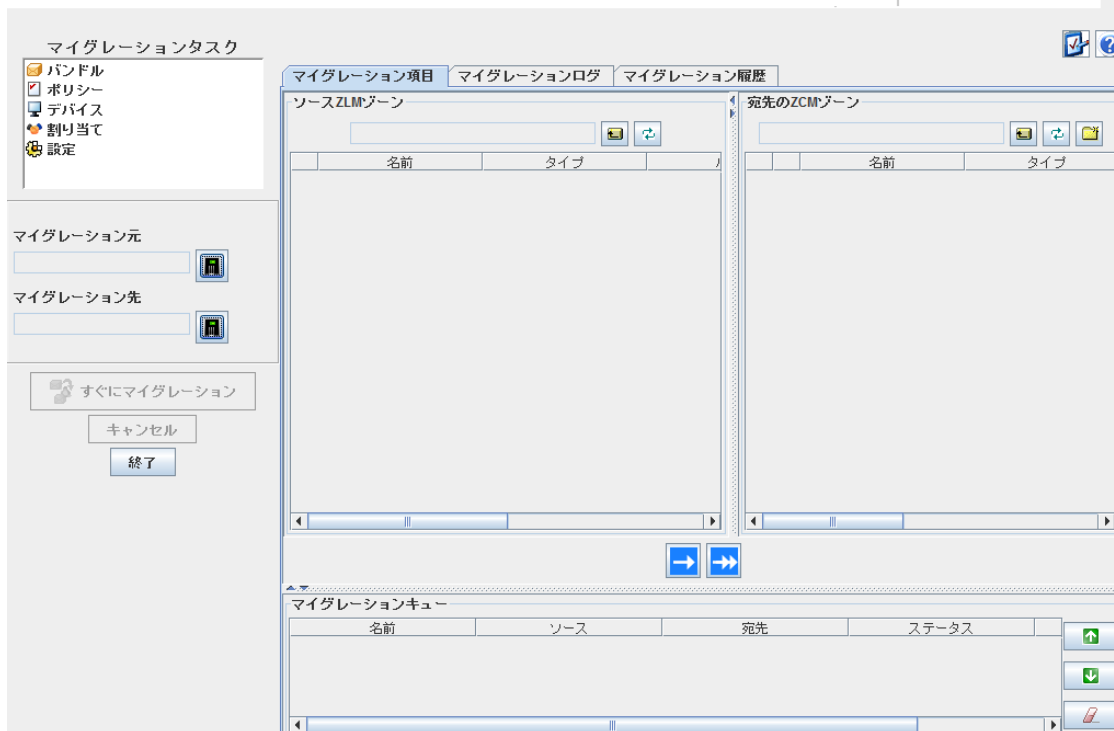 マイグレーションタスク
バンドル
ポリシー
デバイス
割り当て
設定
マイグレーション元
マイグレーション先
すぐにマイグレーション
キャンセル
終了
マイグレーション項目
マイグレーションログ
マイグレーション履歴
ソースZLMゾーン
名前 タイプ
宛先のZCMゾーン
名前 タイプ
マイグレーションキュー
名前 ソース 宛先 ステータス